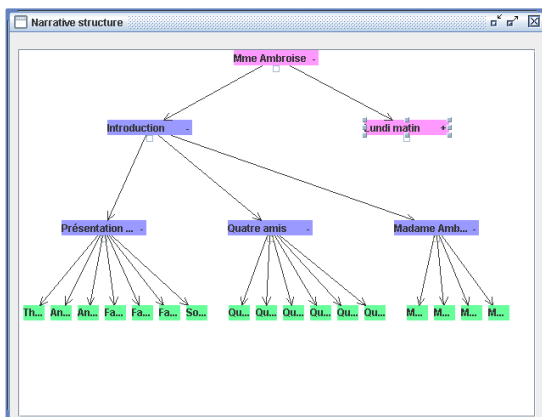 Narrative structure
Mme Ambroise -
Introduction -
Lundi matin +
Présentation ... -
Quatre amis -
Madame Amb... -
Th... An... An... Fa... Fa... Fa... So... Qu... Qu... Qu... Qu... Qu... Qu... M... M... M... M...